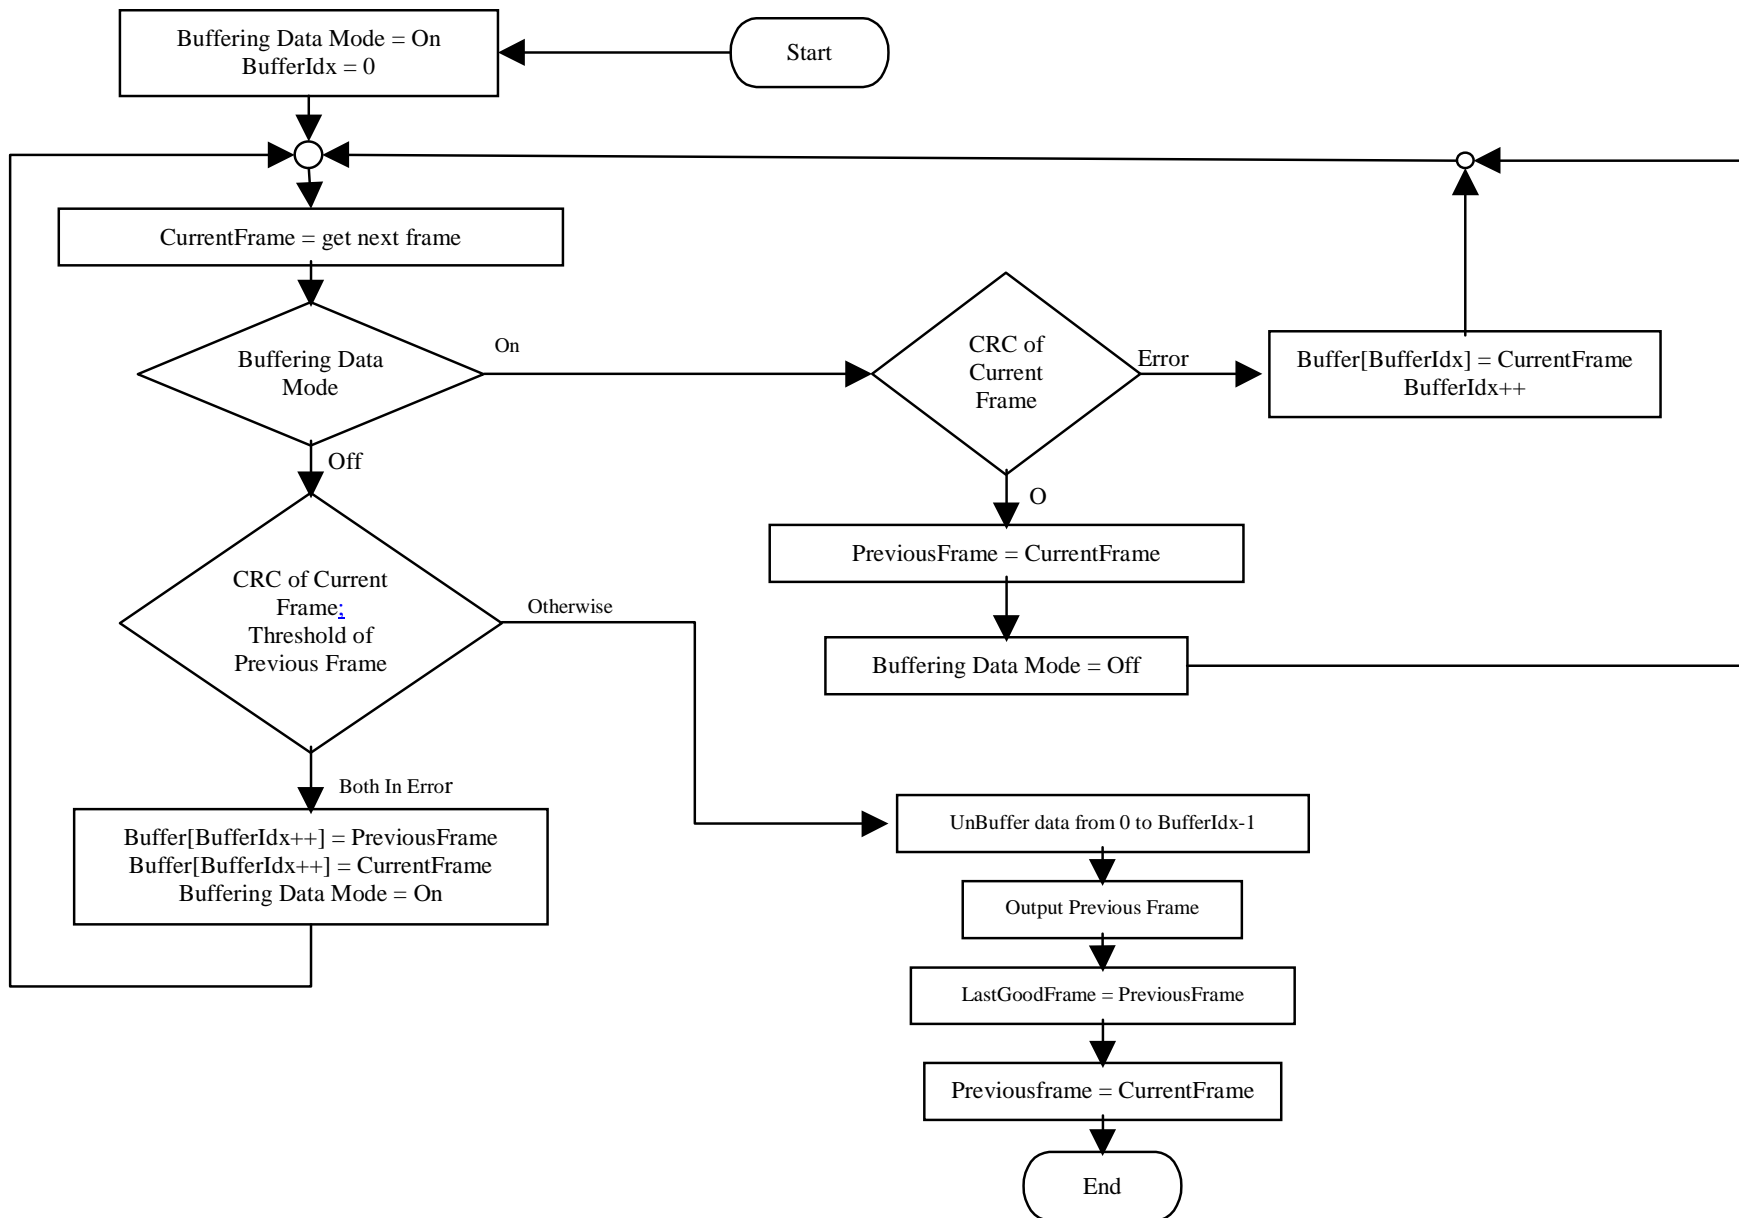 Buffering Data Mode = On
BufferIdx = 0
Start
CurrentFrame = get next frame
Buffering Data
Mode
On
Off
CRC of
Current
Frame
Error
O
Buffer[BufferIdx] = CurrentFrame
BufferIdx++
PreviousFrame = CurrentFrame
Buffering Data Mode = Off
CRC of Current
Frame;
Threshold of
Previous Frame
Otherwise
Both In Error
Buffer[BufferIdx++] = PreviousFrame
Buffer[BufferIdx++] = CurrentFrame
Buffering Data Mode = On
UnBuffer data from 0 to BufferIdx-1
Output Previous Frame
LastGoodFrame = PreviousFrame
Previousframe = CurrentFrame
End